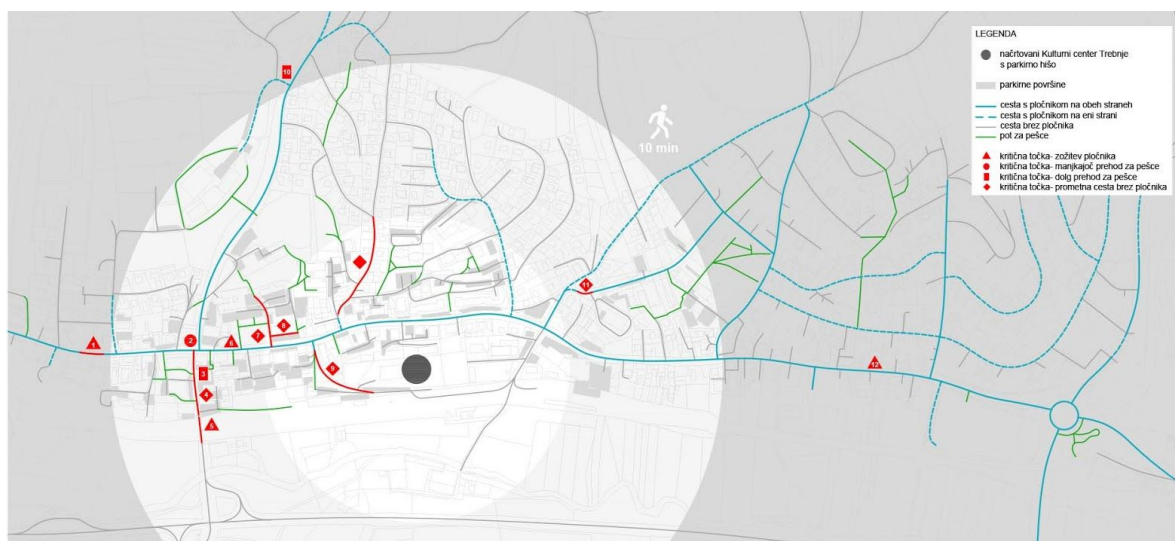 LEGENDA
načrtovani Kulturni center Trebnje
s parkirno hišo
parkirne površine
cesta s pločnikom na obeh straneh
cesta s pločnikom na eni strani
cesta brez pločnika
pot za pešce
kritična točka- zožitev pločnika
kritična točka- manjkajoč prehod za pešce
kritična točka- dolg prehod za pešce
kritična točka- prometna cesta brez pločnika
10
10 min
11
8
7
6
2
1
3
9
12
4
5